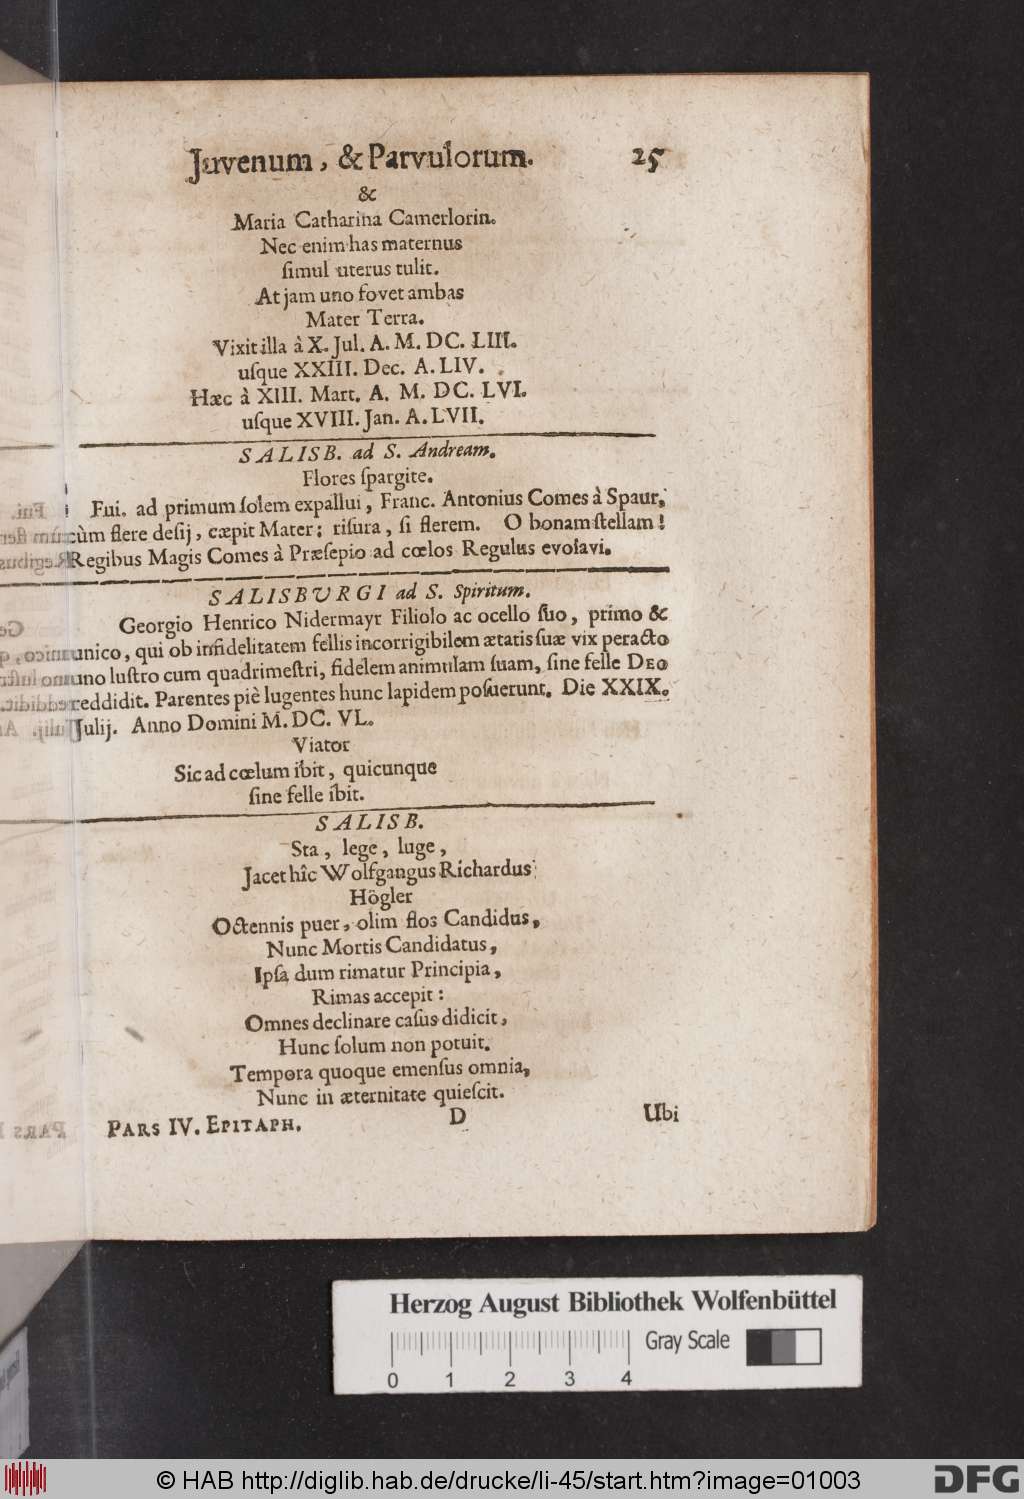 Juvenum, & Parvulorum. 25
&
Maria Catharina Camerlorin.
Nec enim has maternus
ſimul uterus tulit.
At jam uno fovet ambas
Mater Terra.
Vixit illa à X. Jul. A. M. DC. LIII.
uſque XXIII. Dec. A. LIV.
Hæc à XIII. Mart. A. M. DC. LVI.
uſque XVIII. Jan. A. LVII.
SALISB. ad S. Andream.
Flores ſpargite.
Fui. ad primum ſolem expallui, Franc. Antonius Comes à Spaur,
cùm flere deſij, cæpit Mater: riſura, ſi flerem. O bonam ſtellam!
Regibus Magis Comes à Præſepio ad cœlos Regulus evolavi.
SALISBURGI ad S. Spiritum.
Georgio Henrico Nidermayr Filiolo ac ocello ſuo, primo &
unico, qui ob infidelitatem fellis incorrigibilem ætatis ſuæ vix peracto
uno luſtro cum quadrimeſtri, fidelem animulam ſuam, ſine felle DEO
reddidit. Parentes piè lugentes hunc lapidem poſuerunt. Die XXIX.
Julij. Anno Domini M. DC. VL.
Viator
Sic ad cœlum ibit, quicunque
ſine felle ibit.
SALISB.
Sta, lege, luge,
Jacet hîc Wolfgangus Richardus
Högler
Octennis puer, olim flos Candidus,
Nunc Mortis Candidatus,
Ipſa dum rimatur Principia,
Rimas accepit:
Omnes declinare caſus didicit,
Hunc ſolum non potuit.
Tempora quoque emenſus omnia,
Nunc in æternitate quieſcit.
PARS IV. EPITAPH. D Ubi
Herzog August Bibliothek Wolfenbüttel
Gray Scale
0 1 2 3 4
© HAB http://diglib.hab.de/drucke/li-45/start.htm?image=01003
DFG